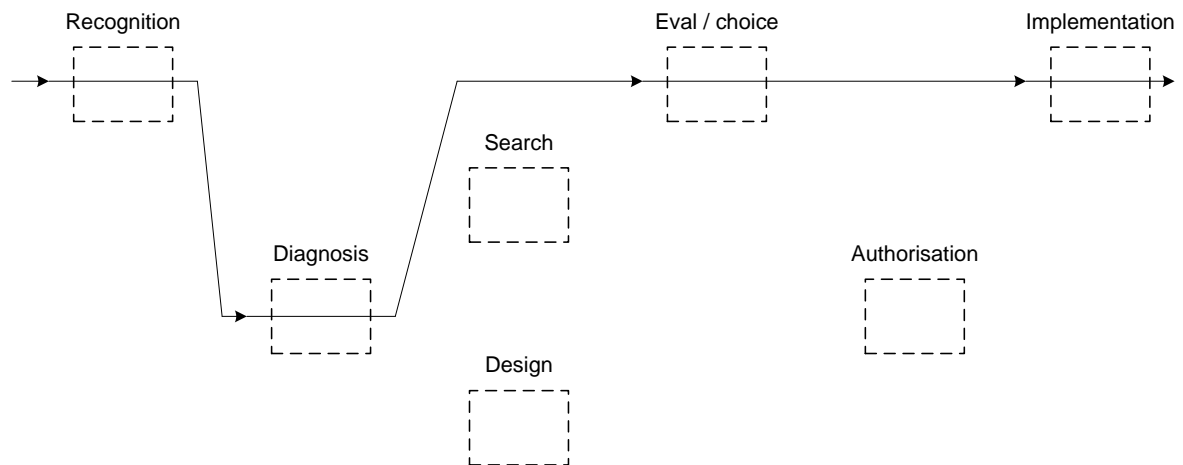 Recognition
Eval / choice
Implementation
Search
Diagnosis
Authorisation
Design